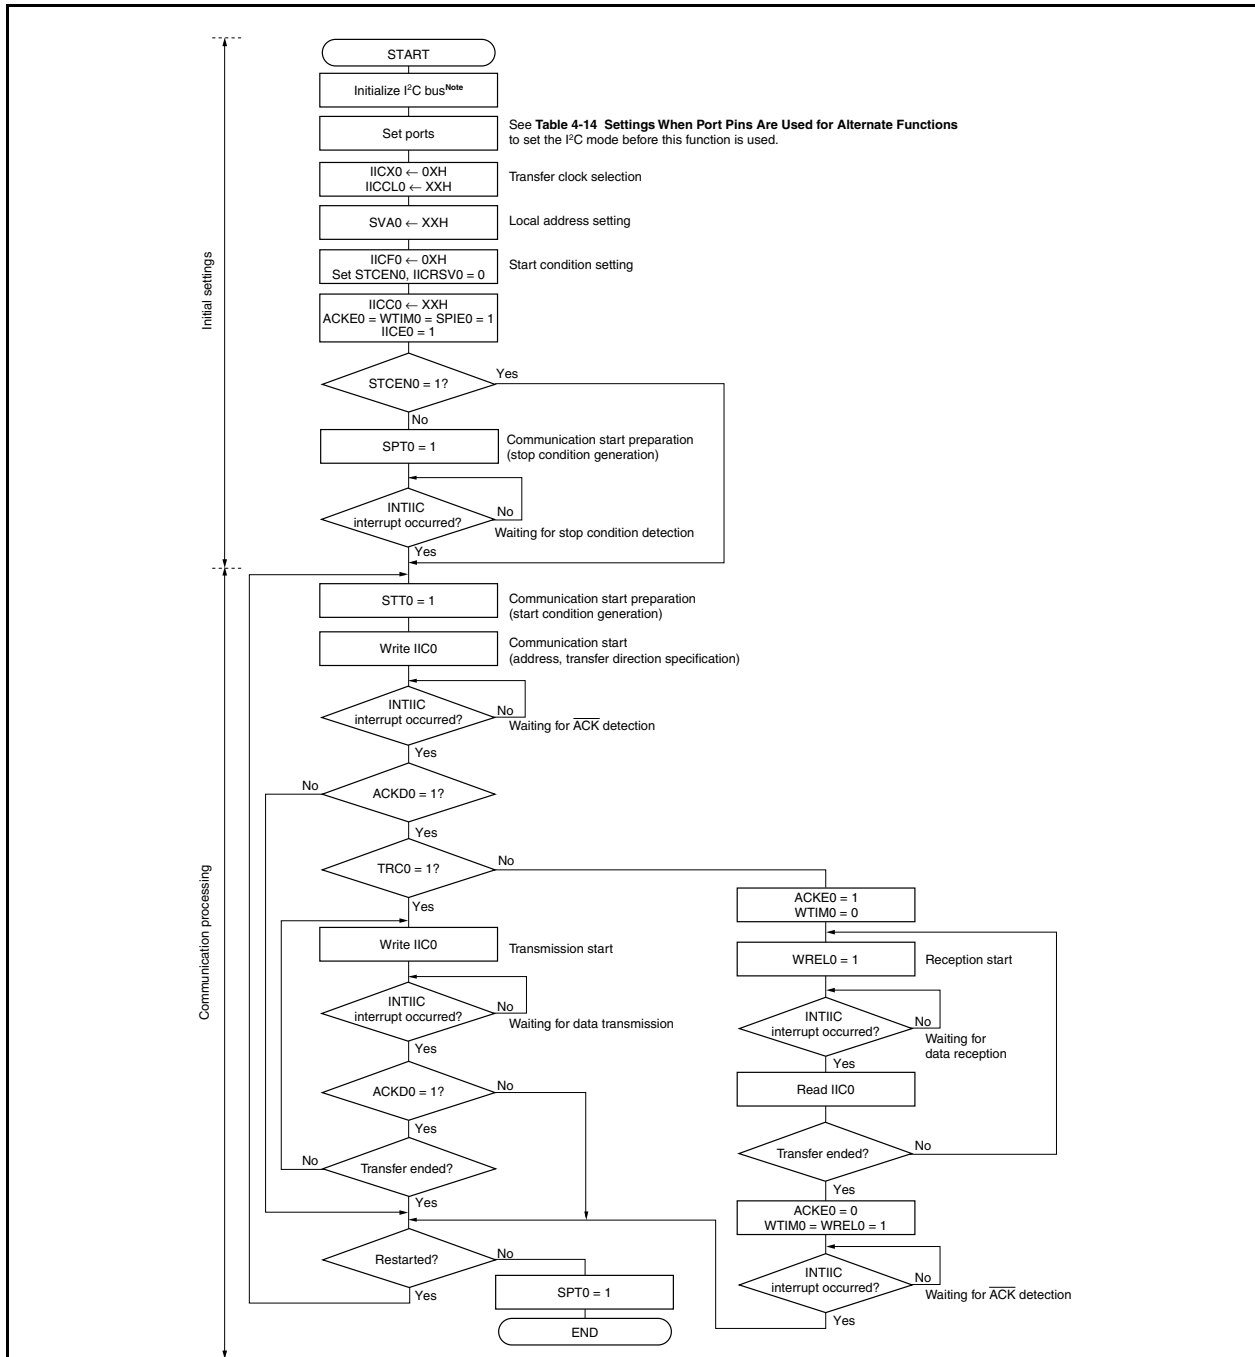 START
Initialize I²C bus^Note
Set ports
See Table 4-14 Settings When Port Pins Are Used for Alternate Functions
to set the I²C mode before this function is used.
IICX0 ← 0XH
IICCL0 ← XXH
Transfer clock selection
SVA0 ← XXH
Local address setting
IICF0 ← 0XH
Set STCEN0, IICRSV0 = 0
Start condition setting
IICC0 ← XXH
ACKE0 = WTIM0 = SPIE0 = 1
IICE0 = 1
Initial settings
STCEN0 = 1?
Yes
No
SPT0 = 1
Communication start preparation
(stop condition generation)
INTIIC
interrupt occurred?
No
Waiting for stop condition detection
Yes
STT0 = 1
Communication start preparation
(start condition generation)
Write IIC0
Communication start
(address, transfer direction specification)
INTIIC
interrupt occurred?
No
Waiting for A̅C̅K̅ detection
Yes
ACKD0 = 1?
No
Yes
TRC0 = 1?
No
Yes
Communication processing
Write IIC0
Transmission start
INTIIC
interrupt occurred?
No
Waiting for data transmission
Yes
ACKD0 = 1?
No
Yes
Transfer ended?
No
Yes
Restarted?
No
Yes
SPT0 = 1
END
ACKE0 = 1
WTIM0 = 0
WREL0 = 1
Reception start
INTIIC
interrupt occurred?
No
Waiting for
data reception
Yes
Read IIC0
Transfer ended?
No
Yes
ACKE0 = 0
WTIM0 = WREL0 = 1
INTIIC
interrupt occurred?
No
Waiting for A̅C̅K̅ detection
Yes